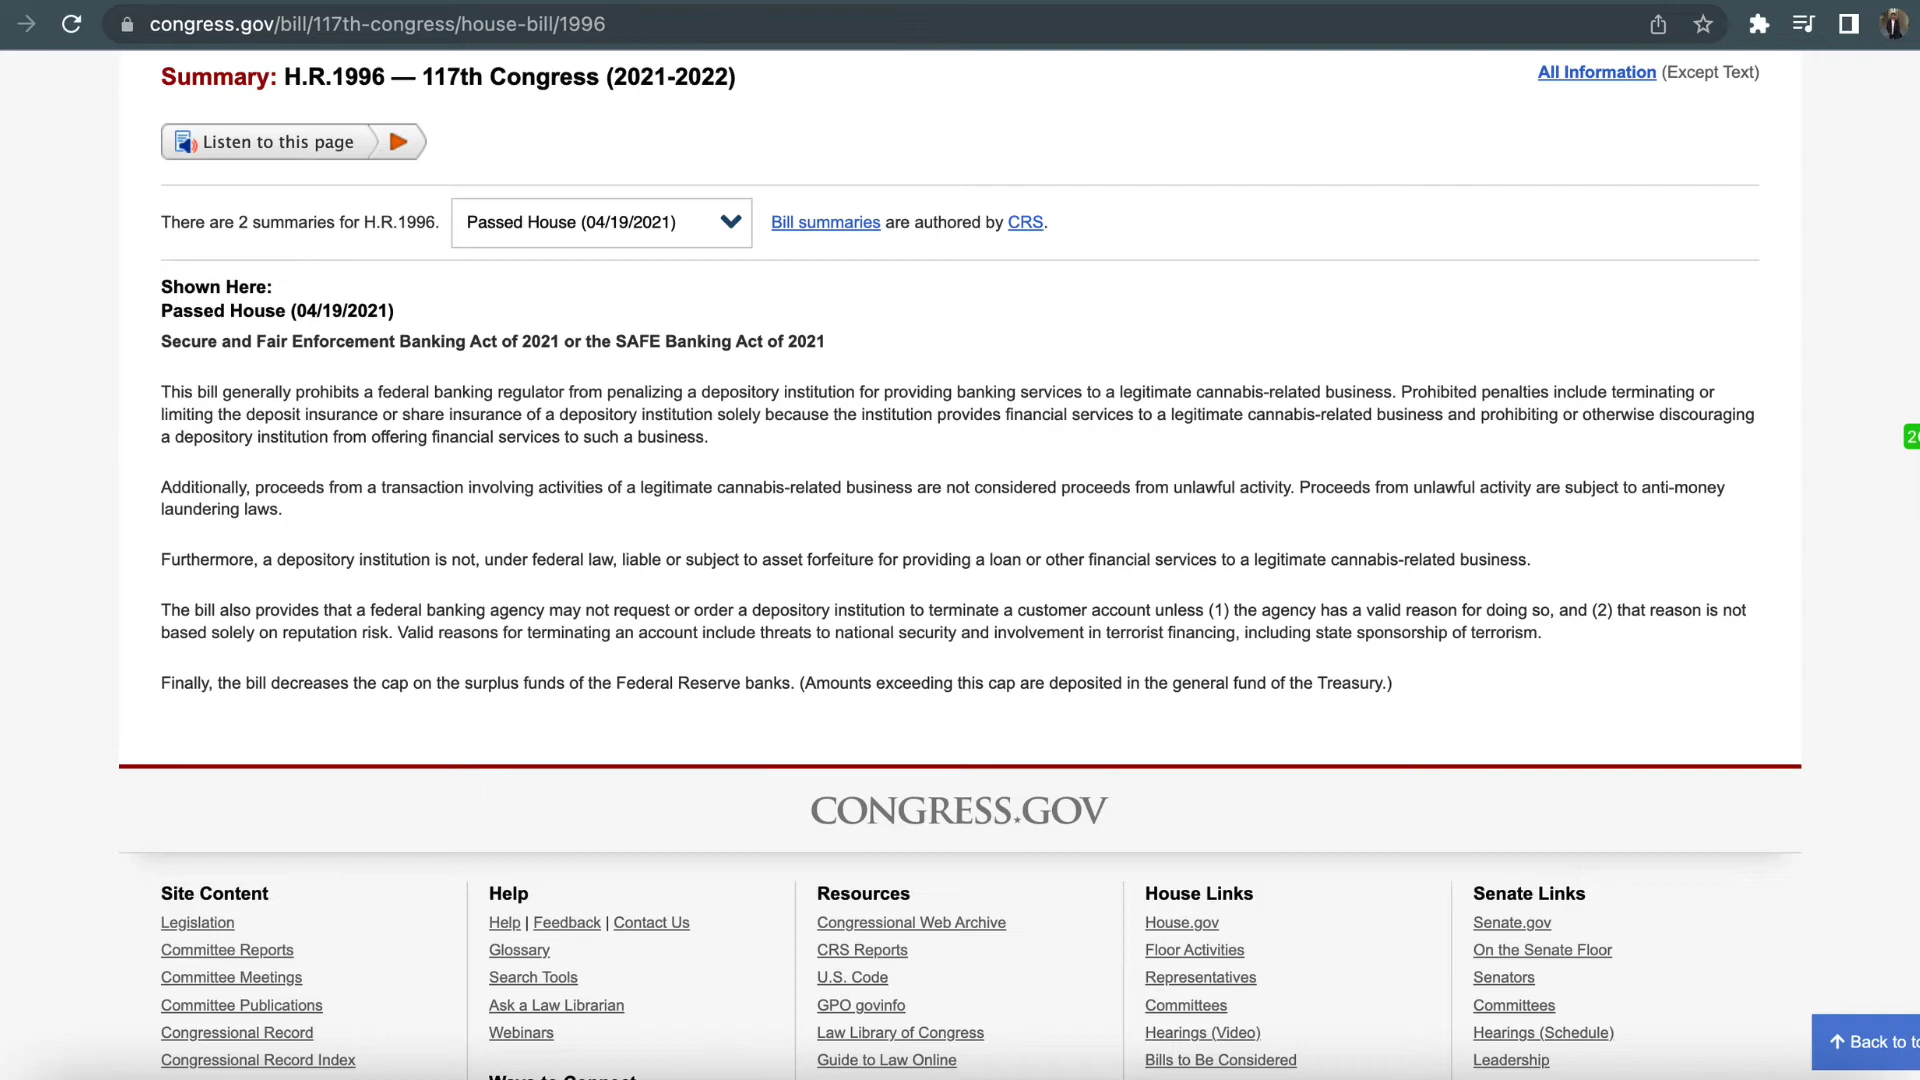 congress.gov/bill/117th-congress/house-bill/1996
Summary: H.R.1996 — 117th Congress (2021-2022)
All Information (Except Text)
Listen to this page
There are 2 summaries for H.R.1996. Passed House (04/19/2021) Bill summaries are authored by CRS.
Shown Here:
Passed House (04/19/2021)
Secure and Fair Enforcement Banking Act of 2021 or the SAFE Banking Act of 2021
This bill generally prohibits a federal banking regulator from penalizing a depository institution for providing banking services to a legitimate cannabis-related business. Prohibited penalties include terminating or
limiting the deposit insurance or share insurance of a depository institution solely because the institution provides financial services to a legitimate cannabis-related business and prohibiting or otherwise discouraging
a depository institution from offering financial services to such a business.
Additionally, proceeds from a transaction involving activities of a legitimate cannabis-related business are not considered proceeds from unlawful activity. Proceeds from unlawful activity are subject to anti-money
laundering laws.
Furthermore, a depository institution is not, under federal law, liable or subject to asset forfeiture for providing a loan or other financial services to a legitimate cannabis-related business.
The bill also provides that a federal banking agency may not request or order a depository institution to terminate a customer account unless (1) the agency has a valid reason for doing so, and (2) that reason is not
based solely on reputation risk. Valid reasons for terminating an account include threats to national security and involvement in terrorist financing, including state sponsorship of terrorism.
Finally, the bill decreases the cap on the surplus funds of the Federal Reserve banks. (Amounts exceeding this cap are deposited in the general fund of the Treasury.)
CONGRESS.GOV
Site Content
Legislation
Committee Reports
Committee Meetings
Committee Publications
Congressional Record
Congressional Record Index
Help
Help | Feedback | Contact Us
Glossary
Search Tools
Ask a Law Librarian
Webinars
Resources
Congressional Web Archive
CRS Reports
U.S. Code
GPO govinfo
Law Library of Congress
Guide to Law Online
House Links
House.gov
Floor Activities
Representatives
Committees
Hearings (Video)
Bills to Be Considered
Senate Links
Senate.gov
On the Senate Floor
Senators
Committees
Hearings (Schedule)
Leadership
Back to